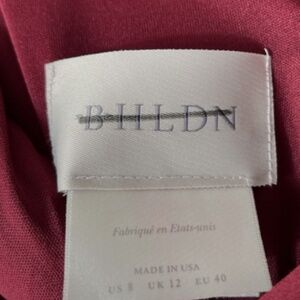 BHLDN
Fabriqué en Etats-unis
MADE IN USA
US 8 UK 12 EU 40